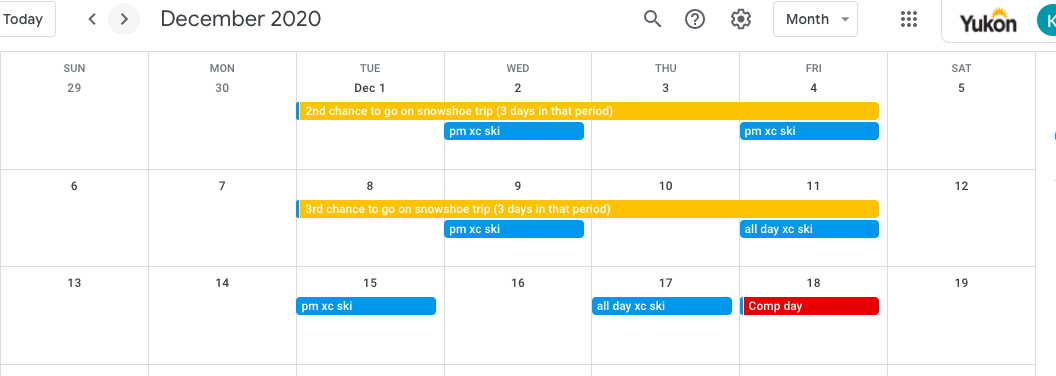 Today < > December 2020 Month Yukon K
SUN MON TUE WED THU FRI SAT
29 30 Dec 1 2 3 4 5
2nd chance to go on snowshoe trip (3 days in that period)
pm xc ski pm xc ski
6 7 8 9 10 11 12
3rd chance to go on snowshoe trip (3 days in that period)
pm xc ski all day xc ski
13 14 15 16 17 18 19
pm xc ski all day xc ski Comp day